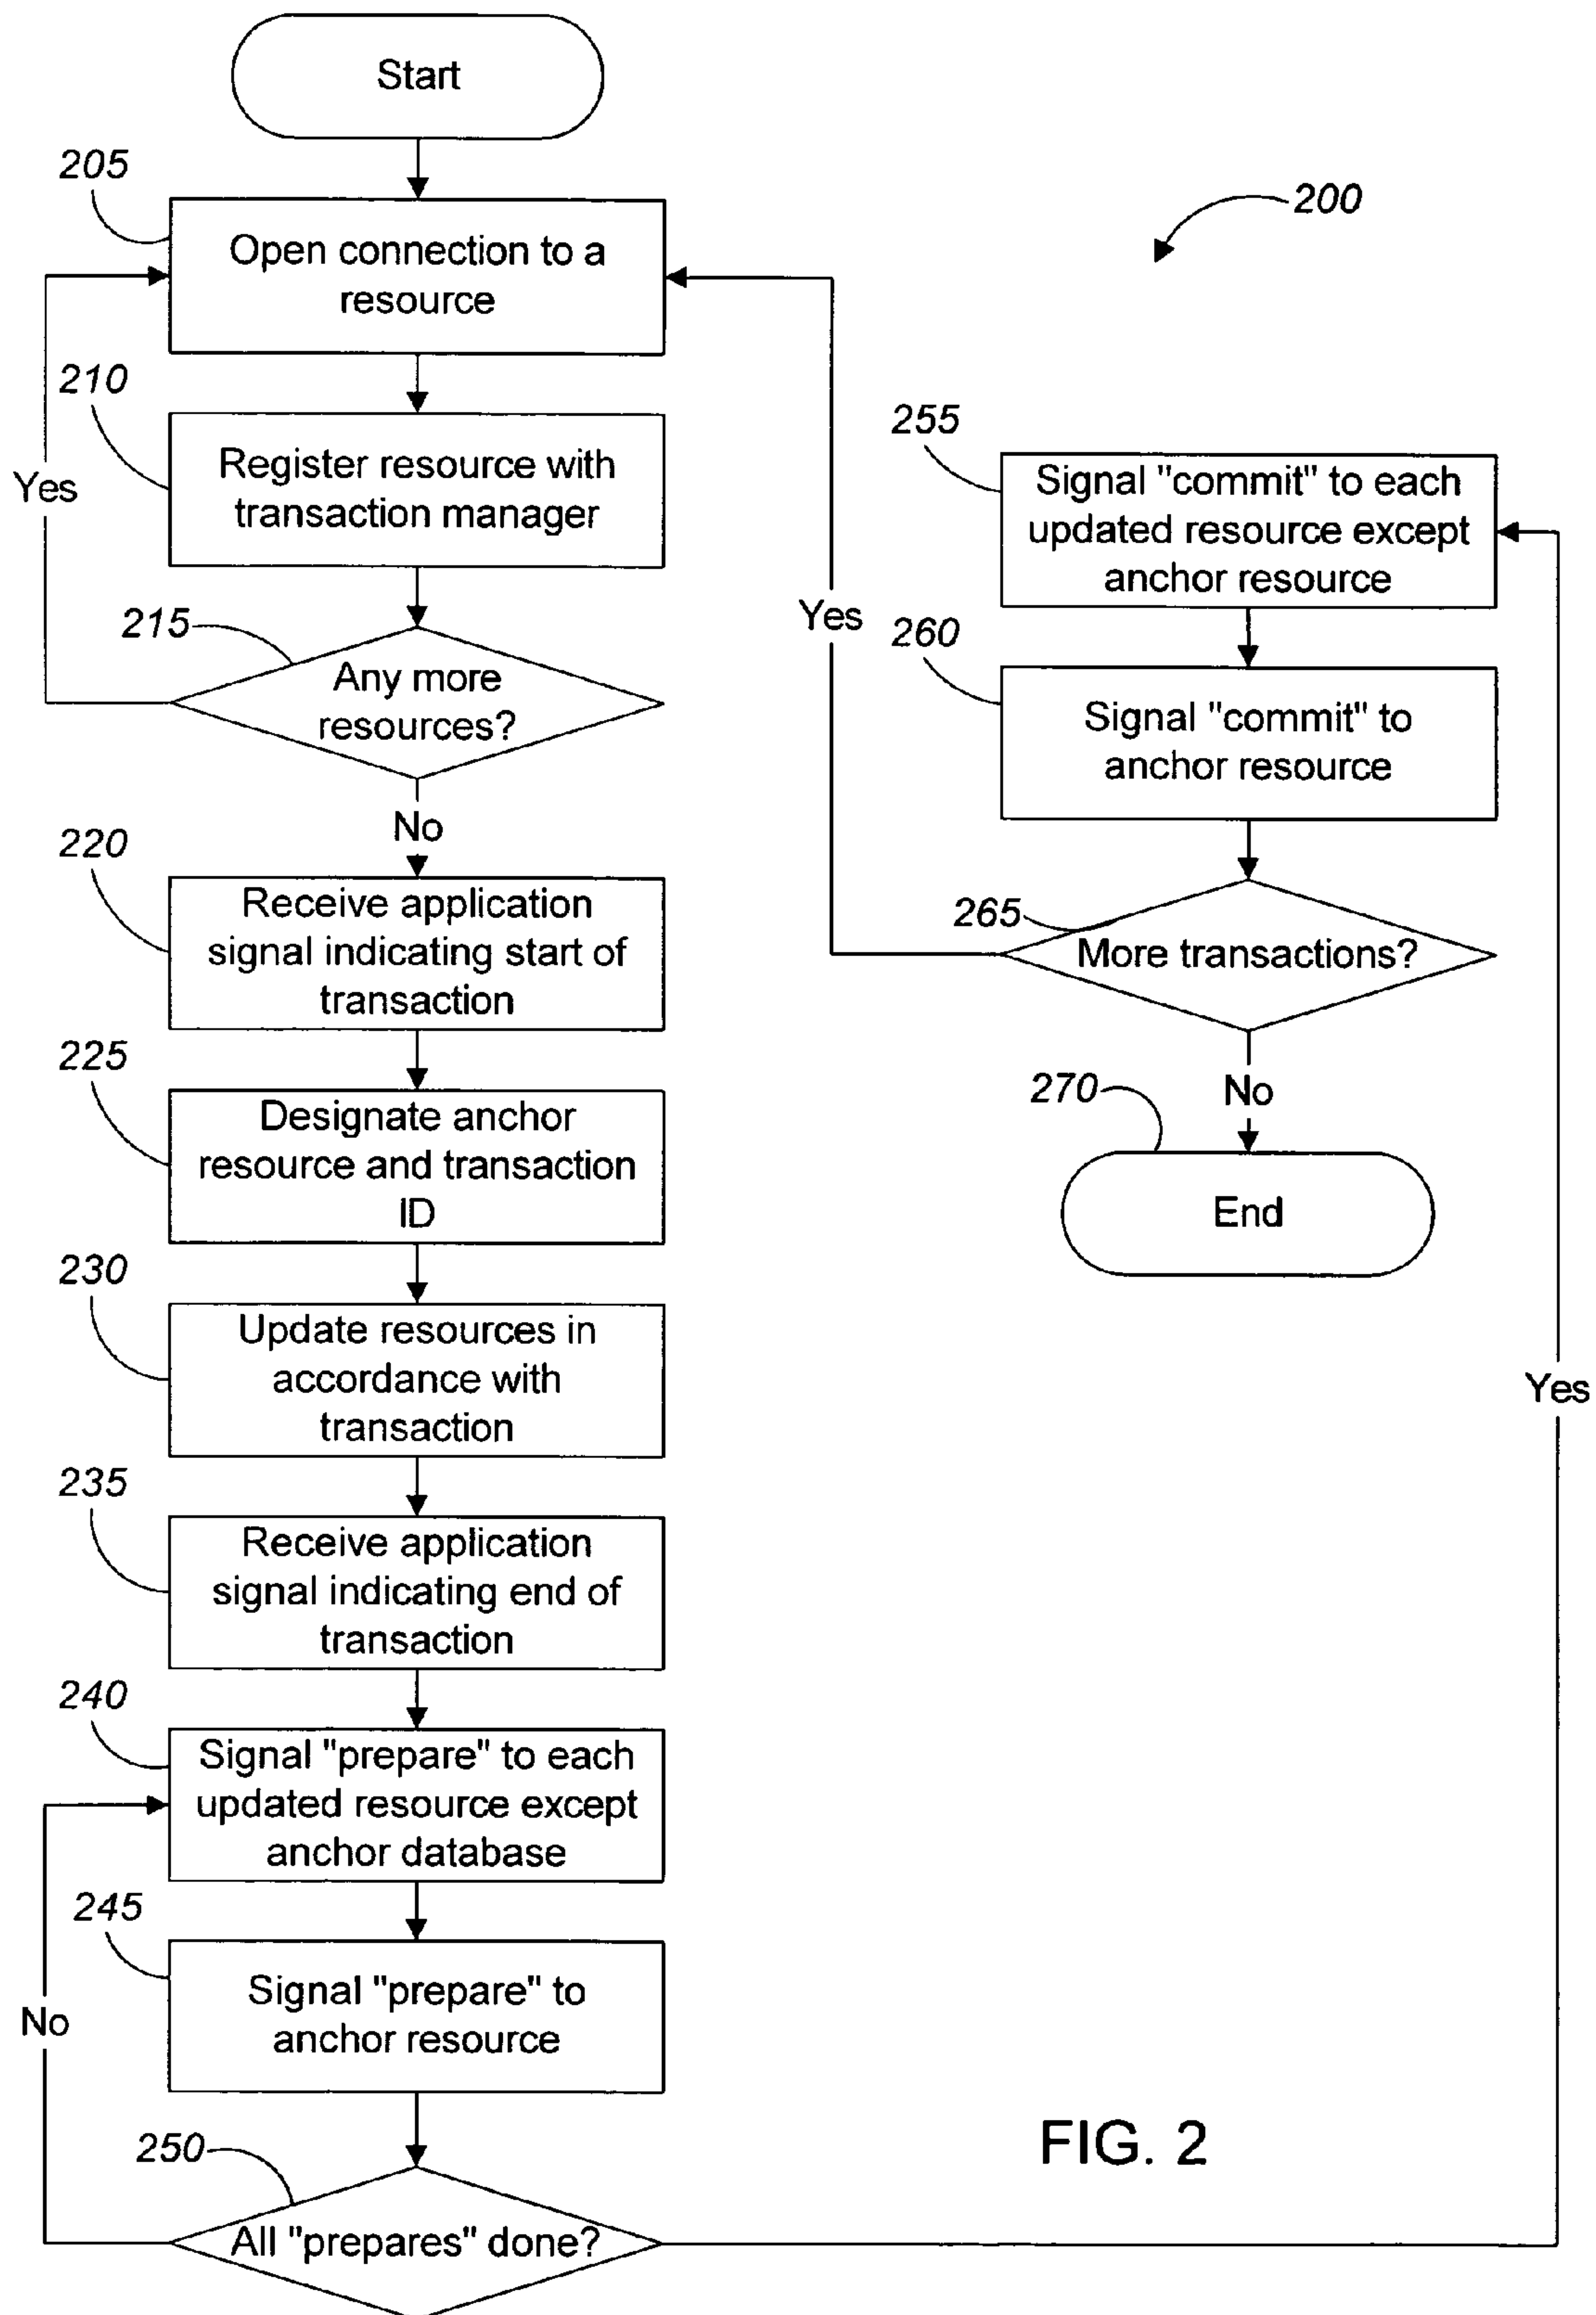 Start
205
Open connection to a
resource
200
210
Register resource with
transaction manager
Yes
215
Any more
resources?
No
220
Receive application
signal indicating start of
transaction
225
Designate anchor
resource and transaction
ID
230
Update resources in
accordance with
transaction
235
Receive application
signal indicating end of
transaction
240
Signal "prepare" to each
updated resource except
anchor database
245
Signal "prepare" to
anchor resource
No
250
All "prepares" done?
Yes
255
Signal "commit" to each
updated resource except
anchor resource
260
Signal "commit" to
anchor resource
265
More transactions?
Yes
No
270
End
FIG. 2